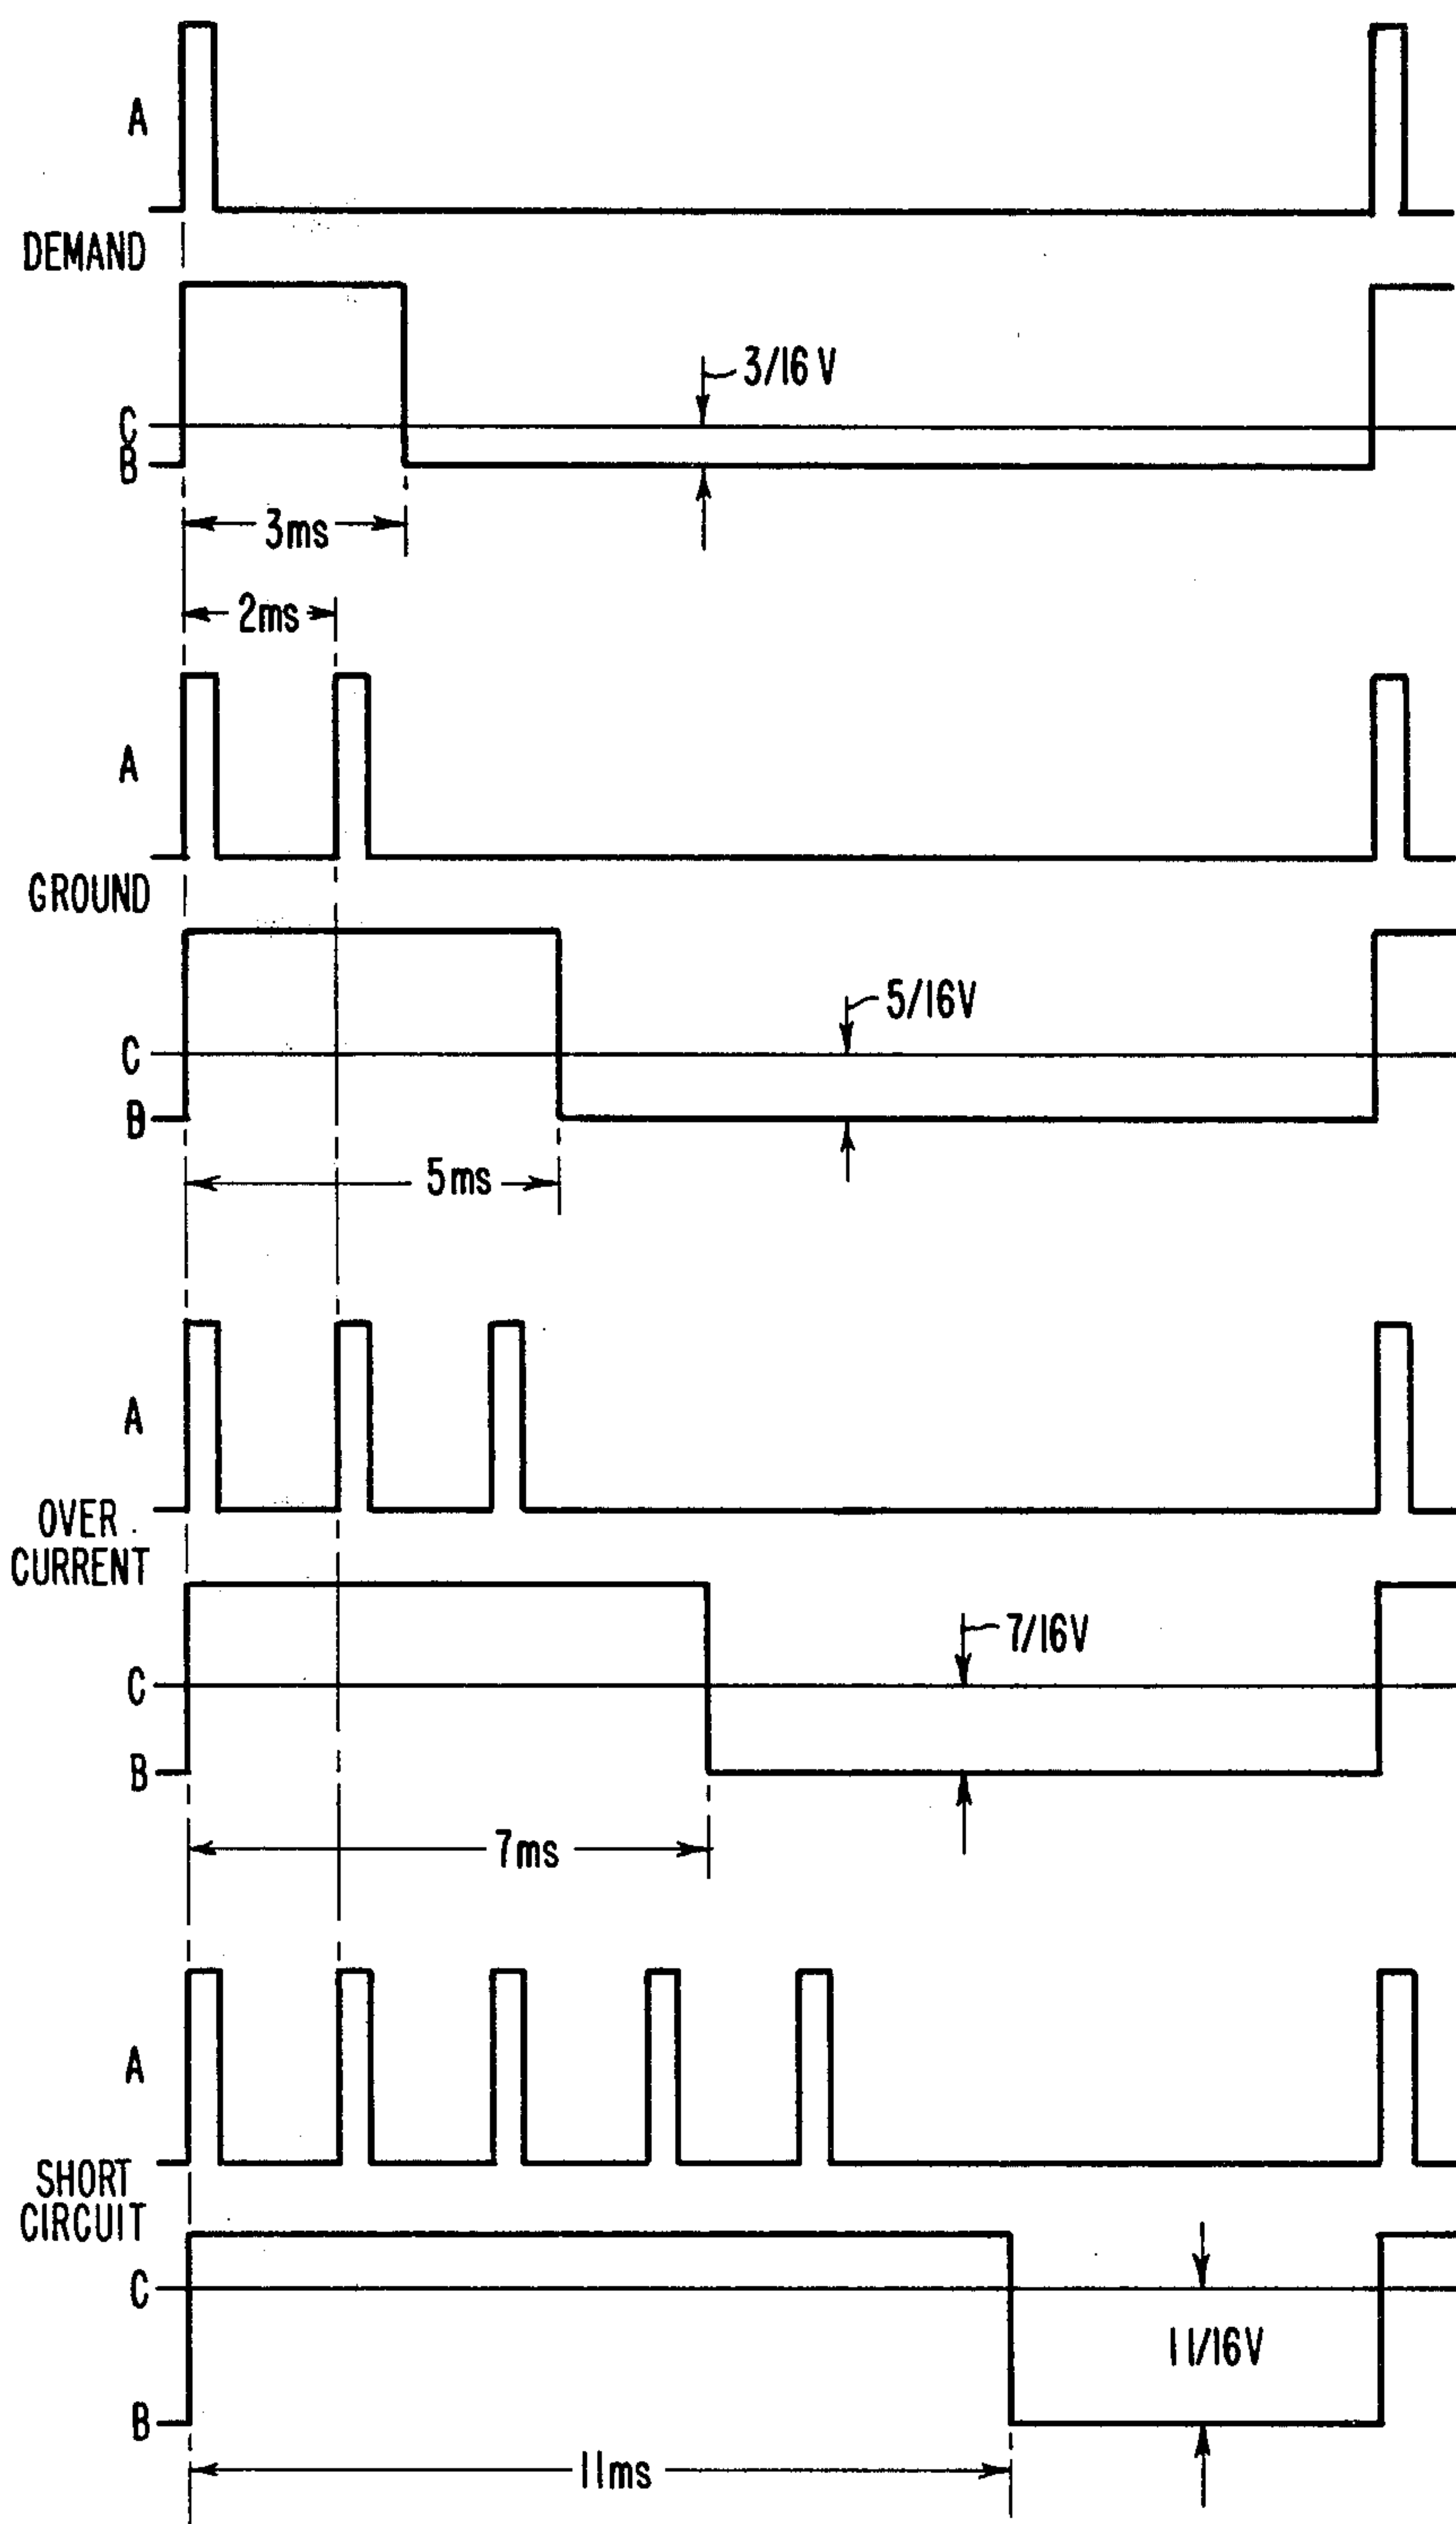 A
DEMAND
3/16 V
C
B
3ms
2ms
A
GROUND
5/16V
C
B
5ms
A
OVER
CURRENT
7/16V
C
B
7ms
A
SHORT
CIRCUIT
C
11/16V
B
11ms